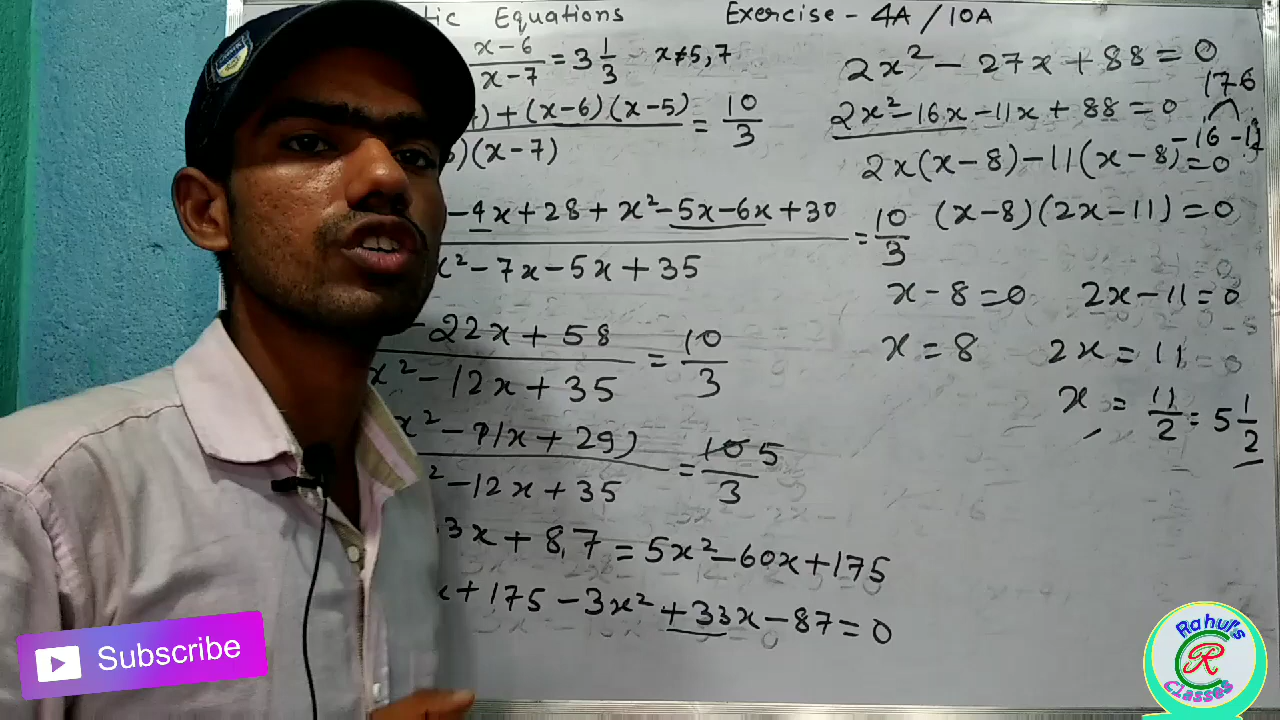 tic Equations Exercise - 4A / 10A
x-6/x-7 = 3 1/3 x≠5,7
) + (x-6)(x-5)/)(x-7) = 10/3
-4x+28+x²-5x-6x+30/x²-7x-5x+35 = 10/3
-22x+58/x²-12x+35 = 10/3
x²-11x+29)/²-12x+35 = 10 5/3
3x+87 = 5x²-60x+175
x+175-3x²+33x-87=0
2x²-27x+88=0
176
2x²-16x-11x+88=0
-16 -11
2x(x-8)-11(x-8)=0
(x-8)(2x-11)=0
x-8=0 2x-11=0
x=8 2x=11
x = 11/2 = 5 1/2
Subscribe
Rahul's
CR
Classes